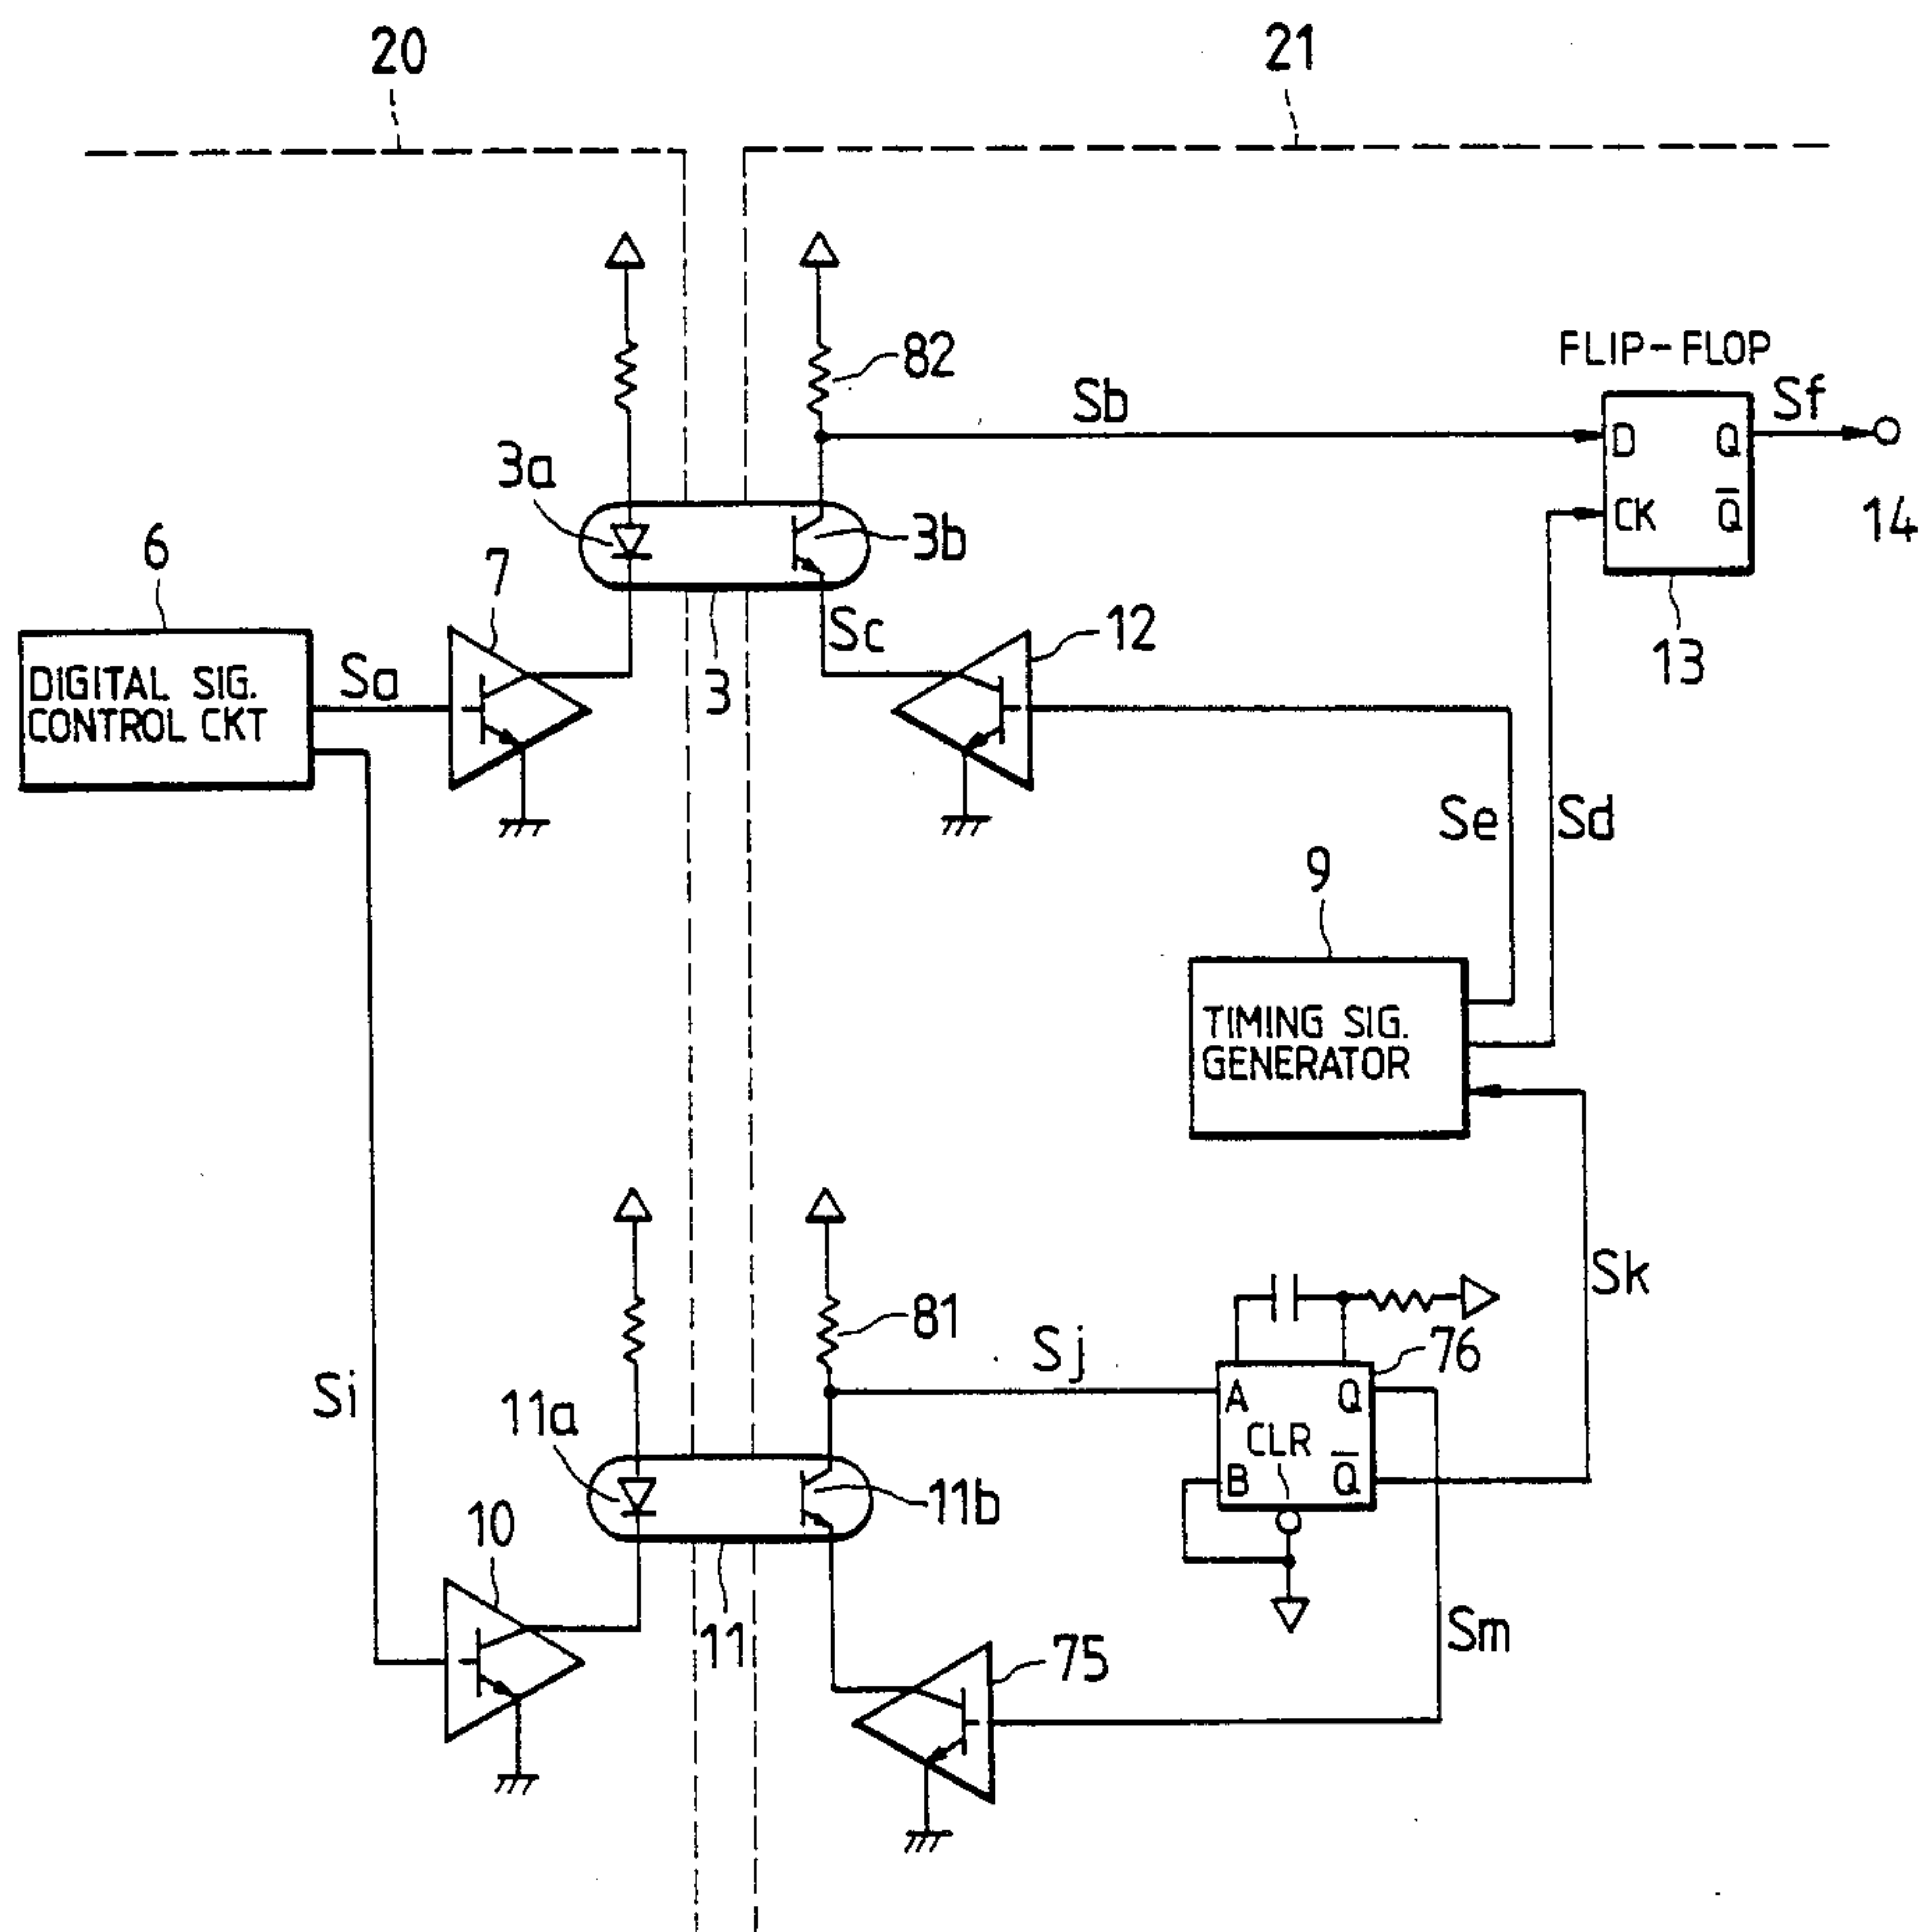 20
21
82
FLIP-FLOP
Sb
Sf
D
Q
3a
CK
Q̅
14
3b
6
7
Sc
12
13
DIGITAL SIG.
CONTROL CKT
Sa
3
Se
Sd
9
TIMING SIG.
GENERATOR
Sk
81
Sj
76
Si
11a
A
Q
CLR
B
Q̅
11b
10
11
75
Sm